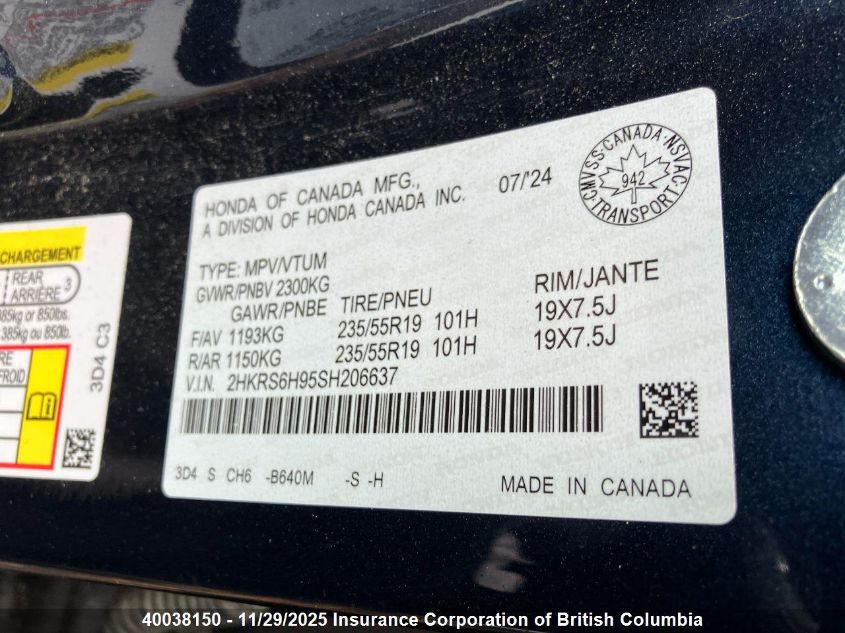 HONDA OF CANADA MFG.,
A DIVISION OF HONDA CANADA INC.
07/'24
CMVSS·CANADA·NSVAC·TRANSPORT
942
TYPE: MPV/VTUM
GVWR/PNBV 2300KG
GAWR/PNBE TIRE/PNEU RIM/JANTE
F/AV 1193KG 235/55R19 101H 19X7.5J
R/AR 1150KG 235/55R19 101H 19X7.5J
V.I.N. 2HKRS6H95SH206637
3D4 S CH6 -B640M -S -H
MADE IN CANADA
CHARGEMENT
REAR
ARRIÈRE 3
385kg or 850lbs.
385kg ou 850lb.
FROID
3D4 C3
40038150 - 11/29/2025 Insurance Corporation of British Columbia